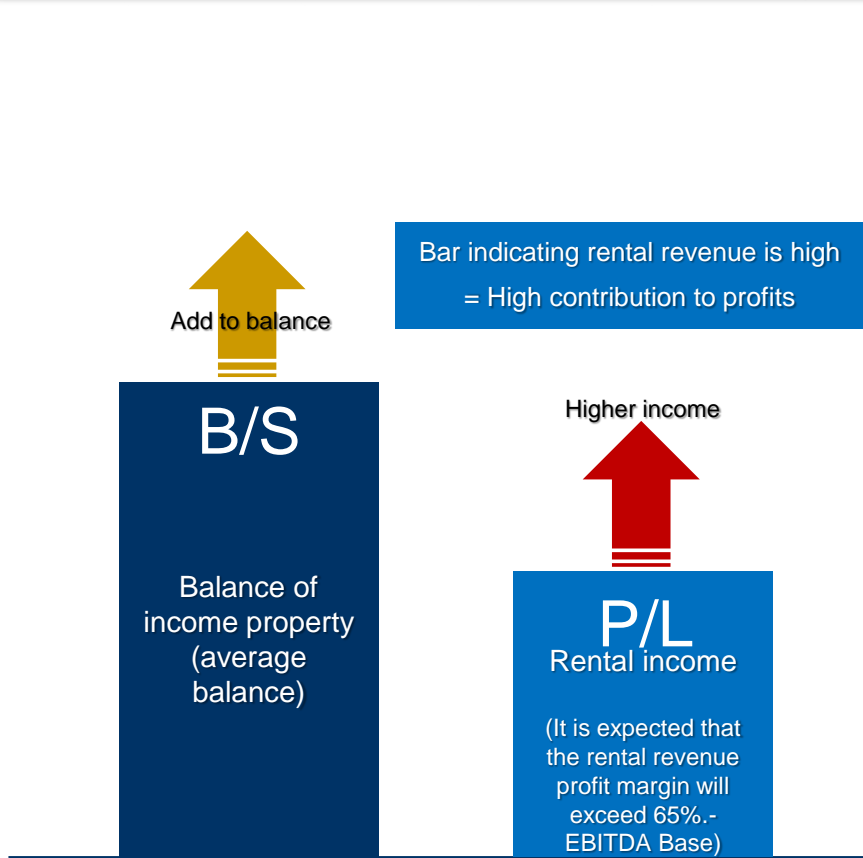 Bar indicating rental revenue is high
= High contribution to profits
Add to balance
B/S
Balance of
income property
(average
balance)
Higher income
P/L
Rental income
(It is expected that
the rental revenue
profit margin will
exceed 65%.-
EBITDA Base)